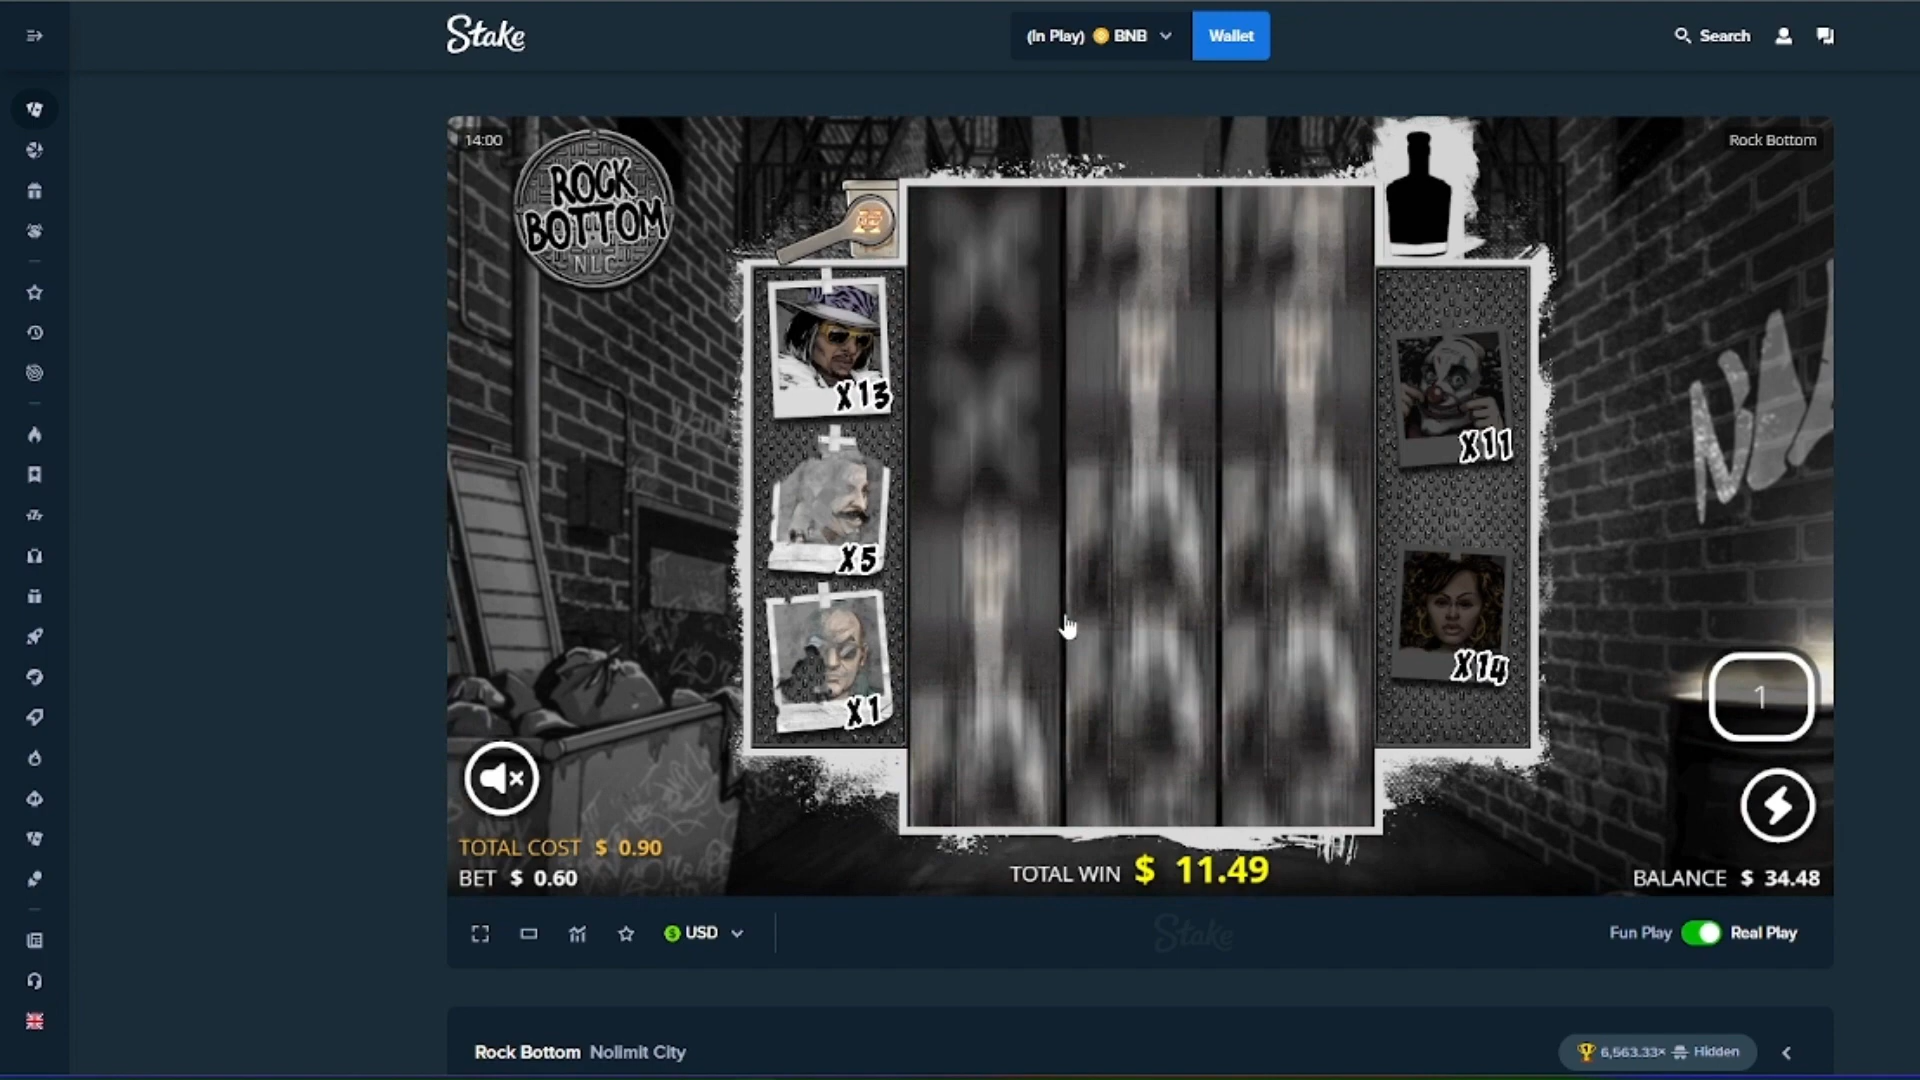 Stake
(In Play) BNB
Wallet
Search
14:00
ROCK
BOTTOM
NLC
Rock Bottom
X13
X5
X1
X11
X14
1
TOTAL COST $ 0.90
BET $ 0.60
TOTAL WIN $ 11.49
BALANCE $ 34.48
USD
Stake
Fun Play
Real Play
Rock Bottom Nolimit City
6,563.33× Hidden